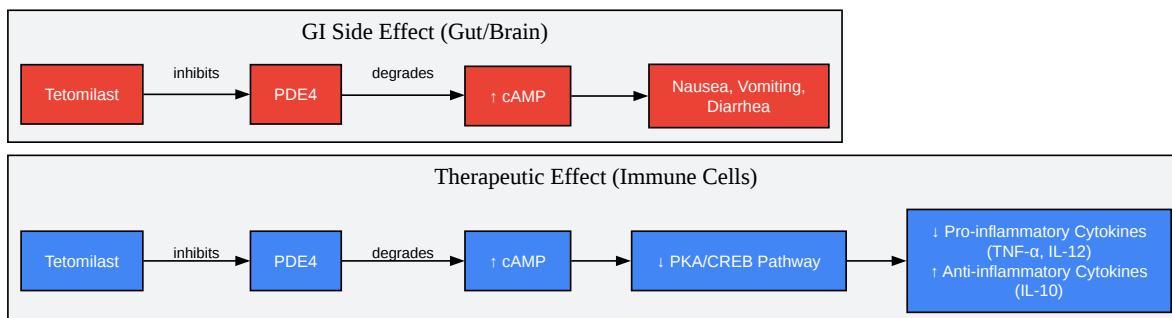 GI Side Effect (Gut/Brain)
Tetomilast
inhibits
PDE4
degrades
↑ cAMP
Nausea, Vomiting,
Diarrhea
Therapeutic Effect (Immune Cells)
Tetomilast
inhibits
PDE4
degrades
↑ cAMP
↓ PKA/CREB Pathway
↓ Pro-inflammatory Cytokines
(TNF-α, IL-12)
↑ Anti-inflammatory Cytokines
(IL-10)